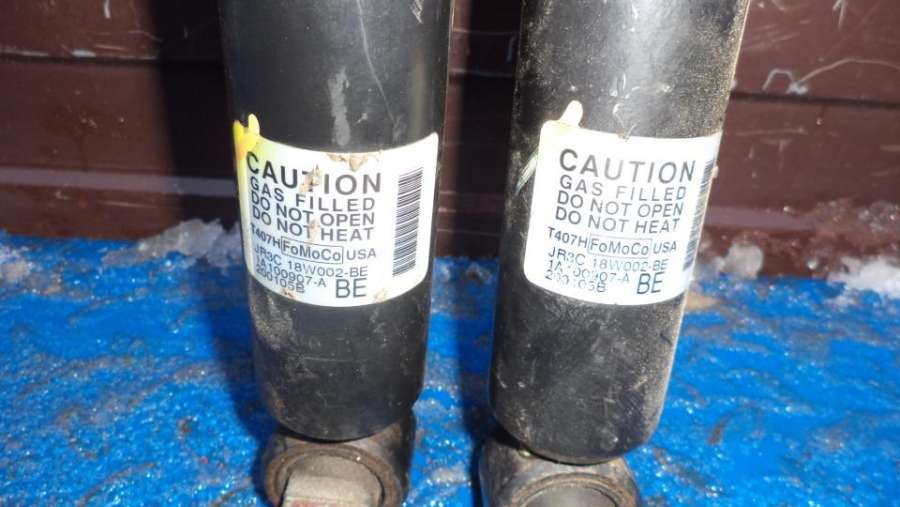 CAUTION
GAS FILLED
DO NOT OPEN
DO NOT HEAT
T407H FoMoCo USA
JR3C 18W002-BE
1A100907-A
200105B
BE
CAUTION
GAS FILLED
DO NOT OPEN
DO NOT HEAT
T407H FoMoCo USA
JR3C 18W002-BE
1A100907-A
200105B
BE